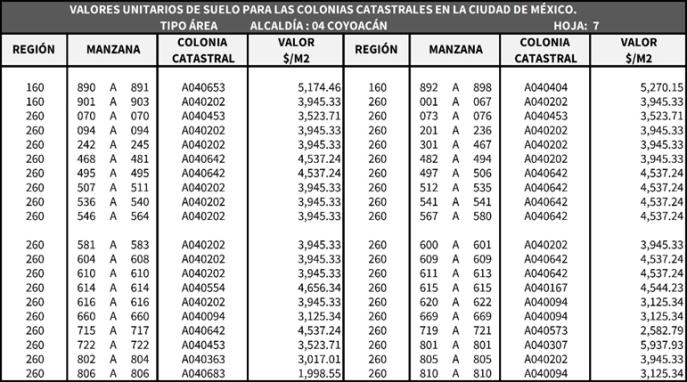 VALORES UNITARIOS DE SUELO PARA LAS COLONIAS CATASTRALES EN LA CIUDAD DE MÉXICO.
TIPO ÁREA ALCALDÍA : 04 COYOACÁN HOJA: 7
REGIÓN MANZANA COLONIA CATASTRAL VALOR $/M2 REGIÓN MANZANA COLONIA CATASTRAL VALOR $/M2
160 890 A 891 A040653 5,174.46 160 892 A 898 A040404 5,270.15
160 901 A 903 A040202 3,945.33 260 001 A 067 A040202 3,945.33
260 070 A 070 A040453 3,523.71 260 073 A 076 A040453 3,523.71
260 094 A 094 A040202 3,945.33 260 201 A 236 A040202 3,945.33
260 242 A 245 A040202 3,945.33 260 301 A 467 A040202 3,945.33
260 468 A 481 A040642 4,537.24 260 482 A 494 A040202 3,945.33
260 495 A 495 A040642 4,537.24 260 497 A 506 A040642 4,537.24
260 507 A 511 A040202 3,945.33 260 512 A 535 A040642 4,537.24
260 536 A 540 A040202 3,945.33 260 541 A 541 A040642 4,537.24
260 546 A 564 A040202 3,945.33 260 567 A 580 A040642 4,537.24
260 581 A 583 A040202 3,945.33 260 600 A 601 A040202 3,945.33
260 604 A 608 A040202 3,945.33 260 609 A 609 A040642 4,537.24
260 610 A 610 A040202 3,945.33 260 611 A 613 A040642 4,537.24
260 614 A 614 A040554 4,656.34 260 615 A 615 A040167 4,544.23
260 616 A 616 A040202 3,945.33 260 620 A 622 A040094 3,125.34
260 660 A 660 A040094 3,125.34 260 669 A 669 A040094 3,125.34
260 715 A 717 A040642 4,537.24 260 719 A 721 A040573 2,582.79
260 722 A 722 A040453 3,523.71 260 801 A 801 A040307 5,937.93
260 802 A 804 A040363 3,017.01 260 805 A 805 A040202 3,945.33
260 806 A 806 A040683 1,998.55 260 810 A 810 A040094 3,125.34